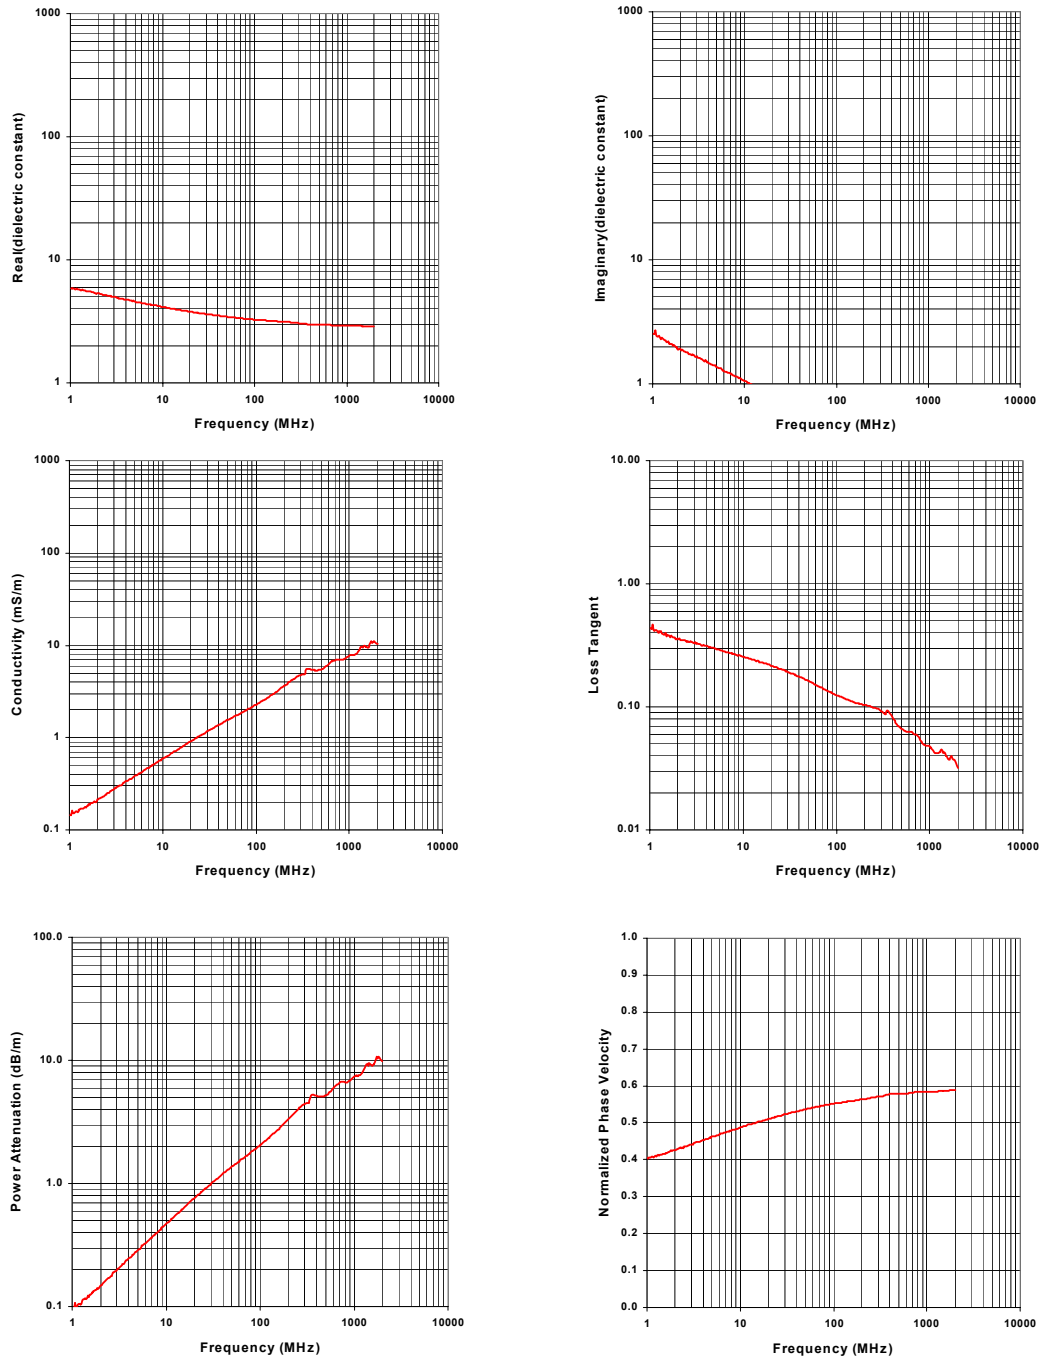 1000
100
10
1
Real(dielectric constant)
1 10 100 1000 10000
Frequency (MHz)
1000
100
10
1
Imaginary(dielectric constant)
1 10 100 1000 10000
Frequency (MHz)
1000
100
10
1
0.1
Conductivity (mS/m)
1 10 100 1000 10000
Frequency (MHz)
10.00
1.00
0.10
0.01
Loss Tangent
1 10 100 1000 10000
Frequency (MHz)
100.0
10.0
1.0
0.1
Power Attenuation (dB/m)
1 10 100 1000 10000
Frequency (MHz)
1.0
0.9
0.8
0.7
0.6
0.5
0.4
0.3
0.2
0.1
0.0
Normalized Phase Velocity
1 10 100 1000 10000
Frequency (MHz)